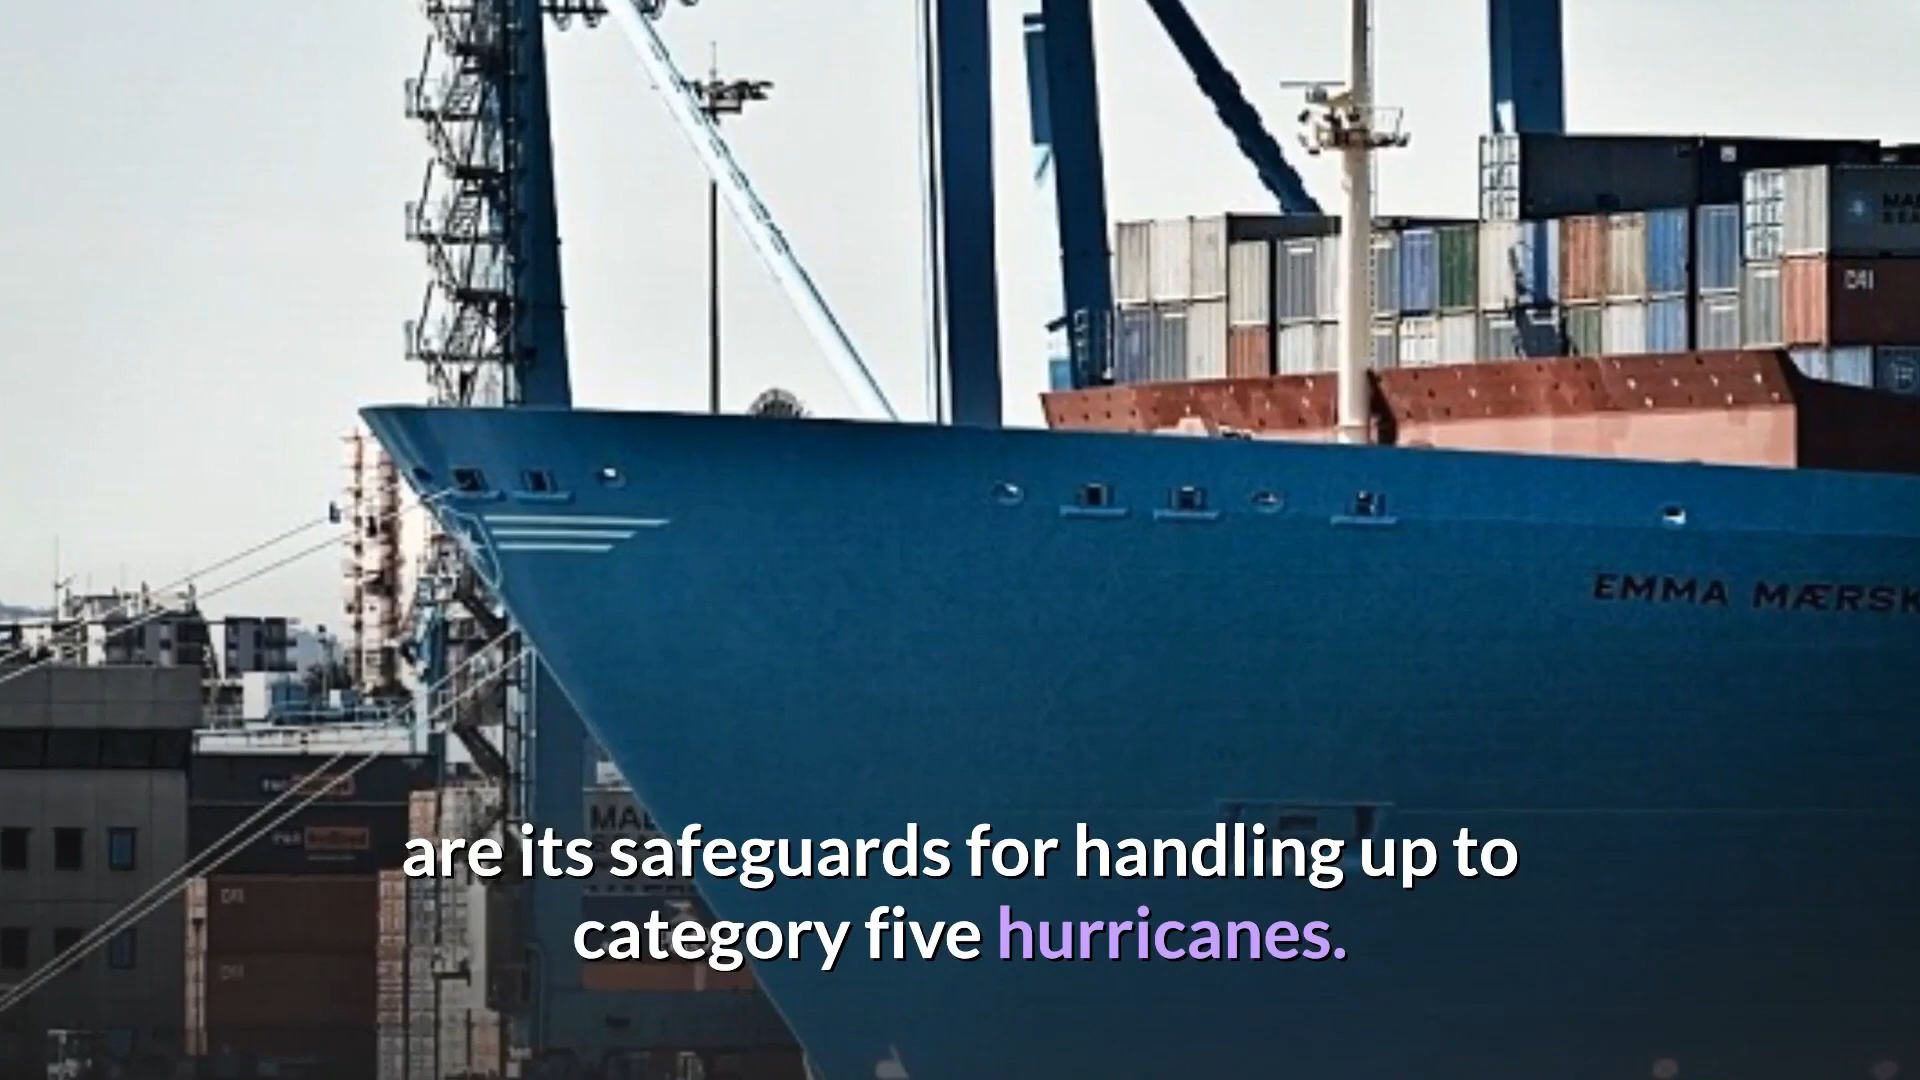 EMMA MÆRSK
are its safeguards for handling up to
category five hurricanes.